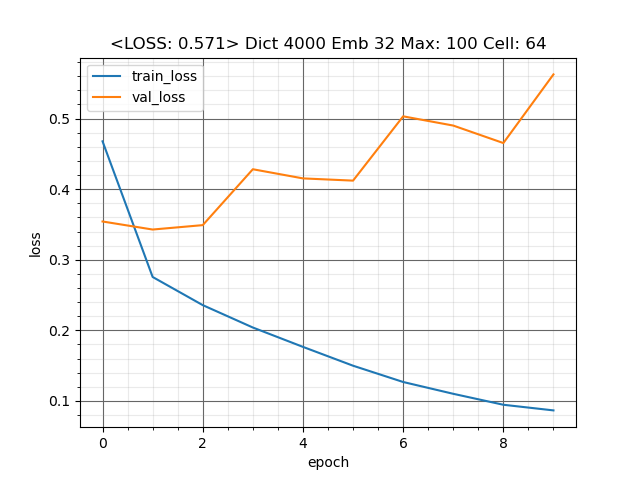 <LOSS: 0.571> Dict 4000 Emb 32 Max: 100 Cell: 64
train_loss
val_loss
0.5
0.4
0.3
0.2
0.1
loss
0 2 4 6 8
epoch